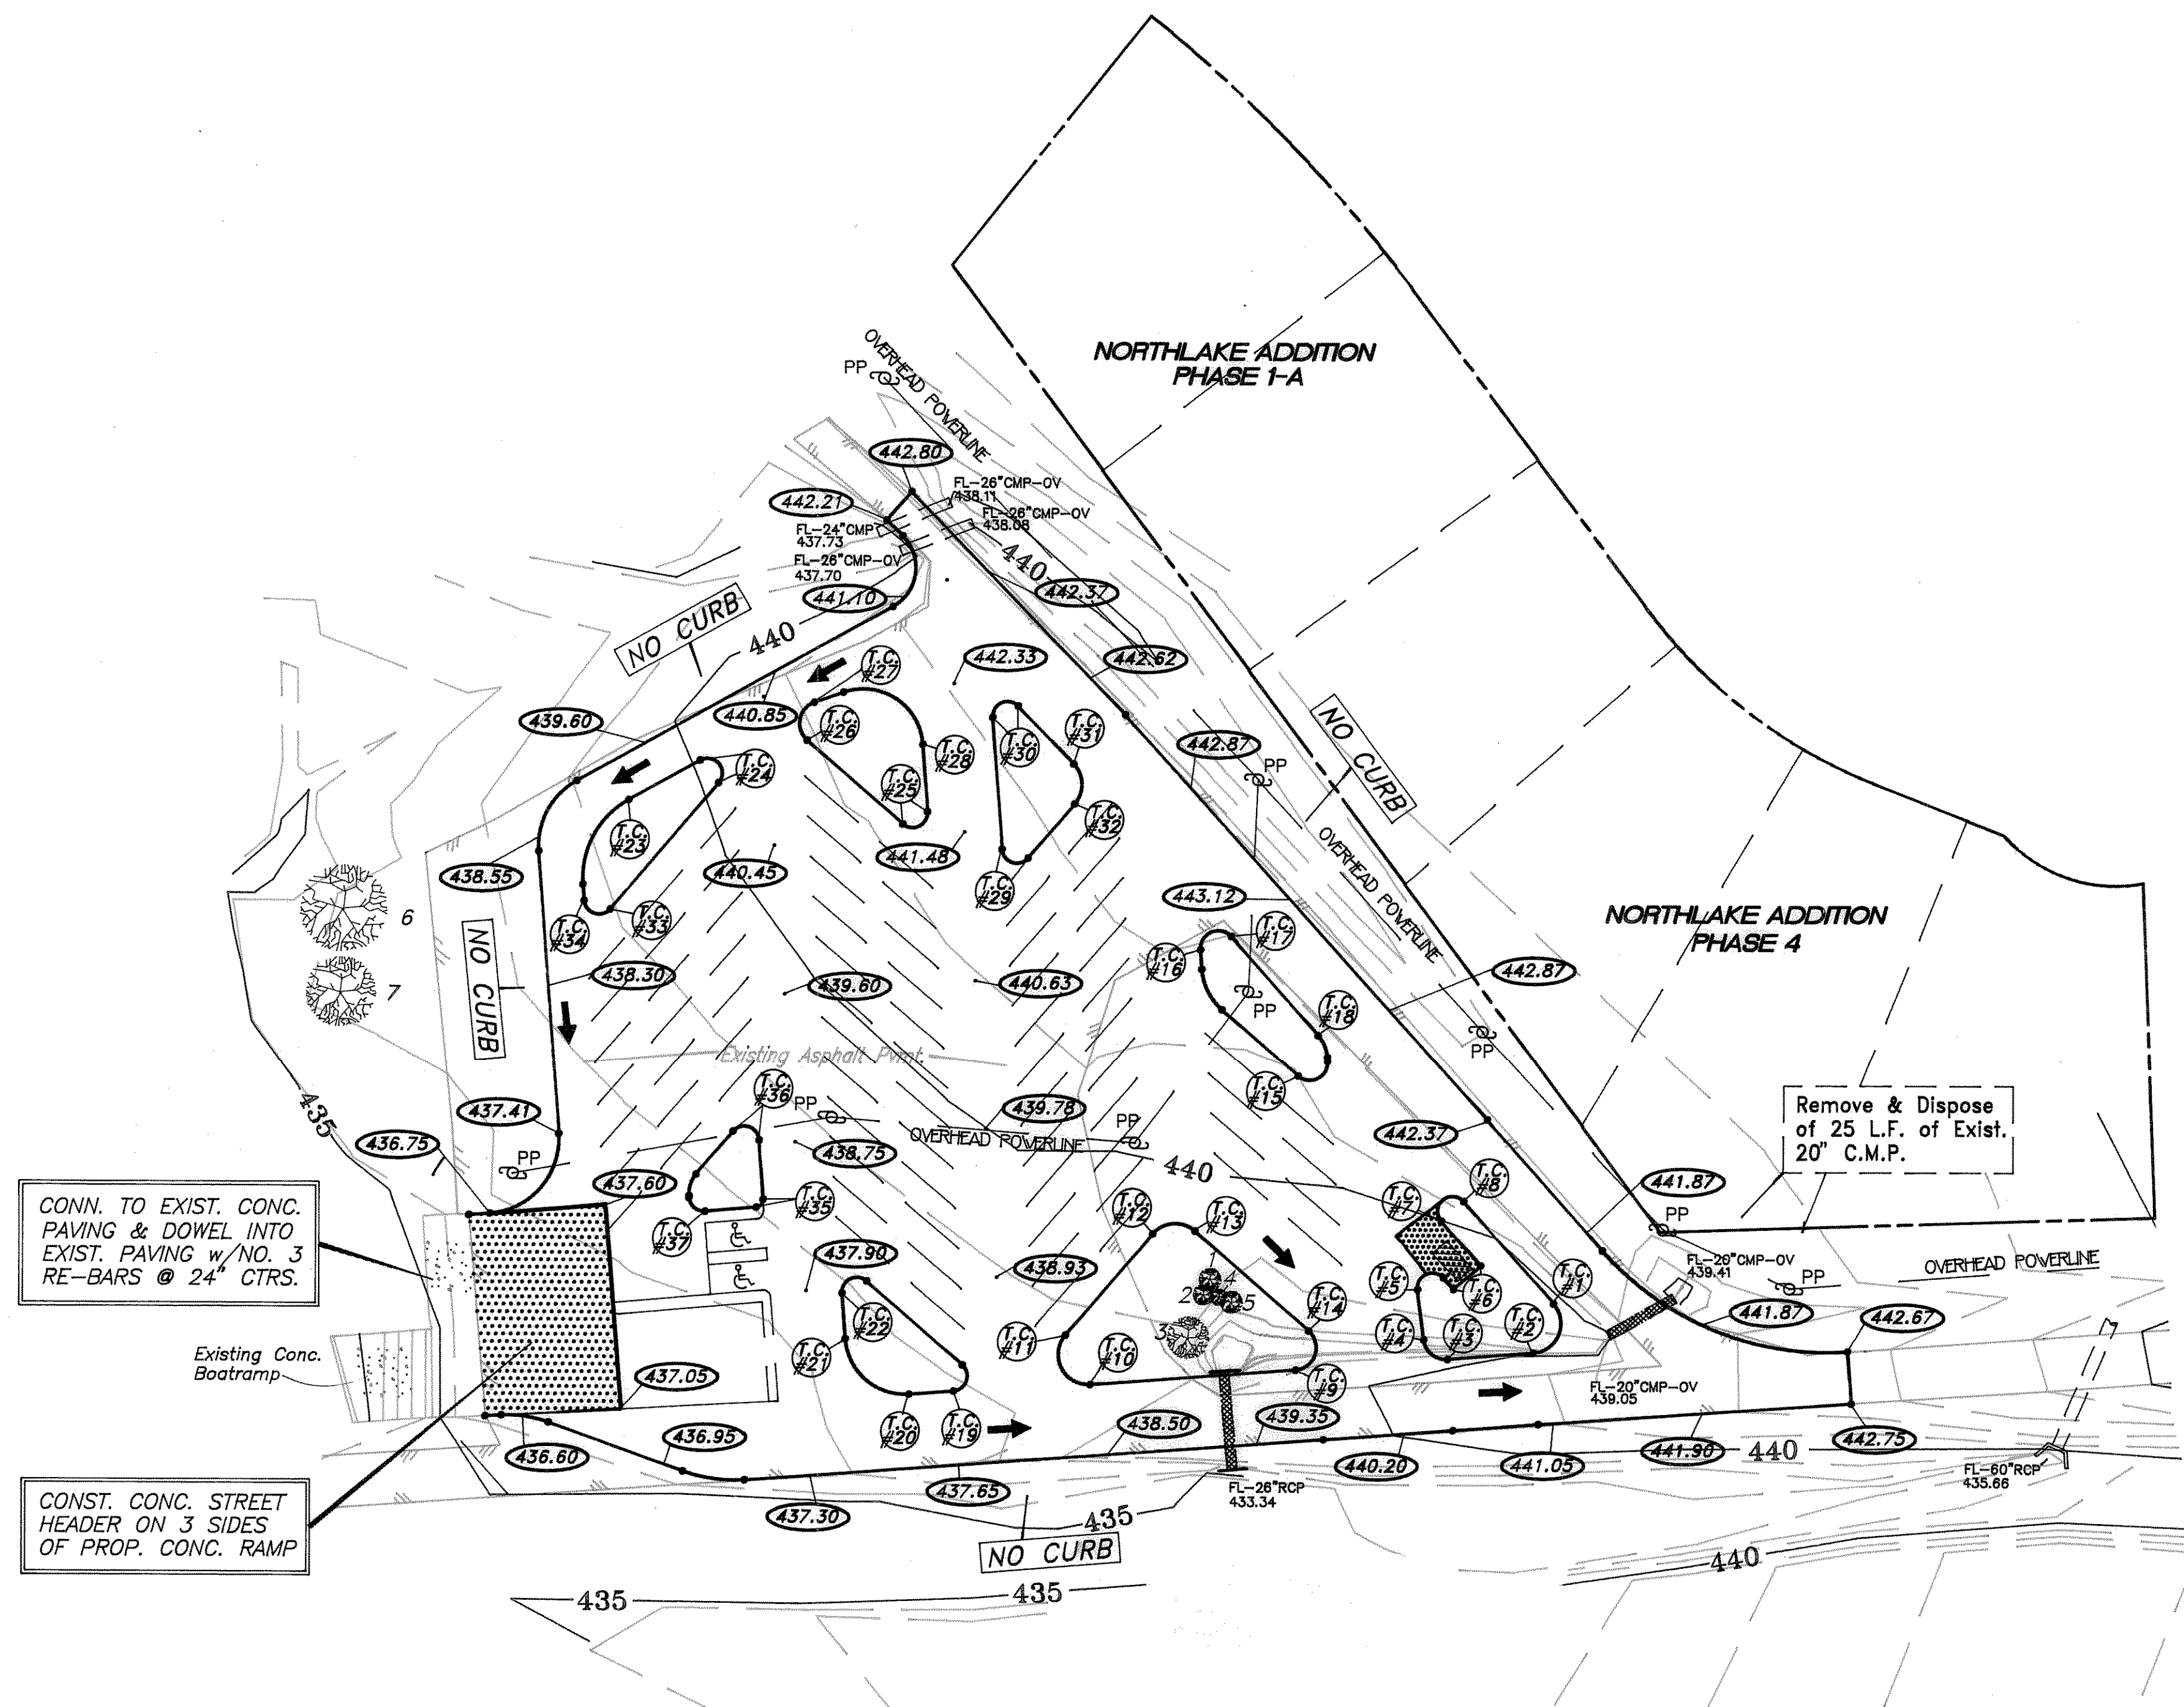 NORTHLAKE ADDITION
PHASE 1-A
OVERHEAD POWERLINE
PP
442.80
FL-26"CMP-OV
438.11
442.21
FL-26"CMP-OV
438.08
FL-24"CMP
437.73
FL-26"CMP-OV
437.70
440
442.37
441.10
NO CURB
440
442.33
442.62
T.C.
#27
439.60
440.85
T.C.
#26
T.C.
#28
T.C.
#30
T.C.
#31
442.87
PP
NO CURB
T.C.
#24
T.C.
#25
T.C.
#32
T.C.
#23
438.55
440.45
441.48
T.C.
#29
OVERHEAD POWERLINE
443.12
6
T.C.
#34
T.C.
#33
NORTHLAKE ADDITION
PHASE 4
T.C.
#16
T.C.
#17
NO CURB
438.30
439.60
440.63
442.87
7
PP
T.C.
#18
PP
Existing Asphalt Pvmt.
T.C.
#15
T.C.
#36
435
437.41
PP
439.78
PP
Remove & Dispose
of 25 L.F. of Exist.
20" C.M.P.
436.75
438.75
OVERHEAD POWERLINE
442.37
PP
440
437.60
T.C.
#35
T.C.
#7
T.C.
#8
441.87
CONN. TO EXIST. CONC.
PAVING & DOWEL INTO
EXIST. PAVING w/NO. 3
RE-BARS @ 24" CTRS.
T.C.
#37
T.C.
#12
T.C.
#13
PP
437.90
438.93
1
4
2
5
3
T.C.
#5
T.C.
#6
T.C.
#1
FL-20"CMP-OV
439.41
OVERHEAD POWERLINE
PP
T.C.
#14
441.87
442.67
T.C.
#22
T.C.
#11
T.C.
#4
T.C.
#3
T.C.
#2
T.C.
#21
T.C.
#10
Existing Conc.
Boatramp
437.05
T.C.
#9
FL-20"CMP-OV
439.05
T.C.
#20
T.C.
#19
438.50
439.35
436.60
436.95
440.20
441.05
441.90
440
442.75
437.30
437.65
FL-26"RCP
433.34
FL-60"RCP
435.66
CONST. CONC. STREET
HEADER ON 3 SIDES
OF PROP. CONC. RAMP
435
NO CURB
440
435
435